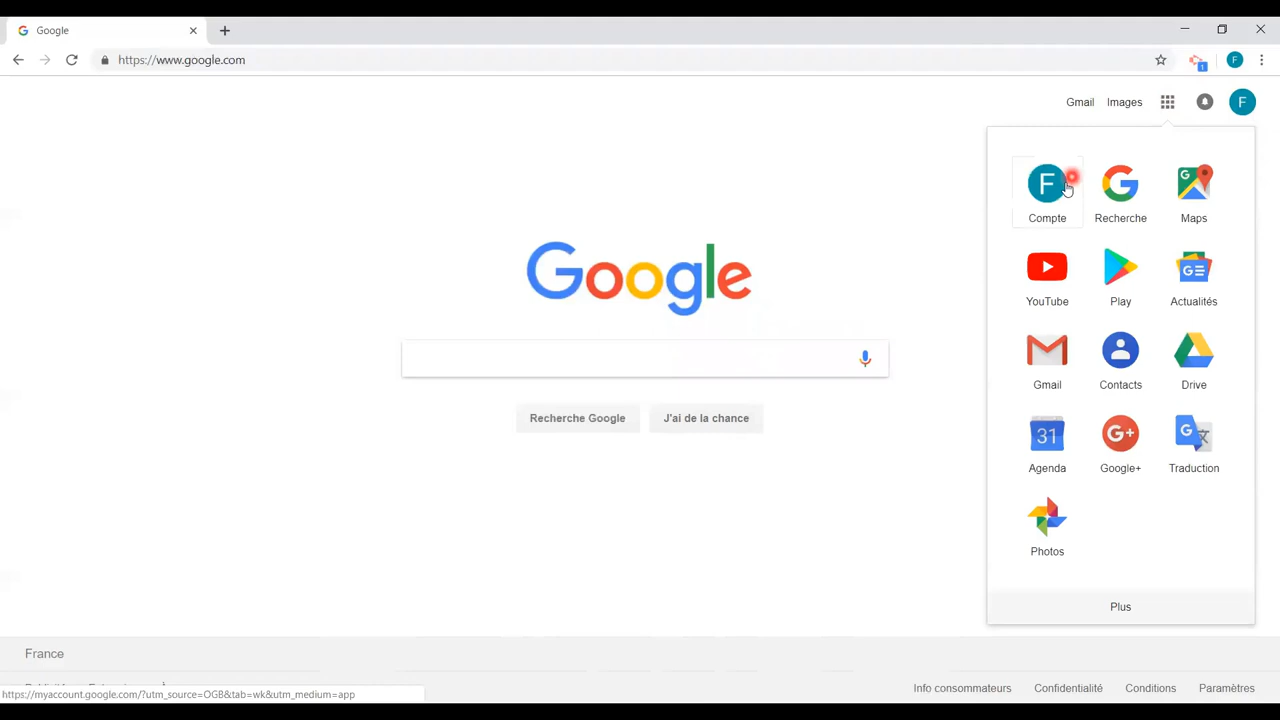 Google
https://www.google.com
1
F
Gmail Images F
F
Compte Recherche Maps
YouTube Play Actualités
Gmail Contacts Drive
31 G+
Agenda Google+ Traduction
Photos
Plus
Google
Recherche Google J'ai de la chance
France
https://myaccount.google.com/?utm_source=OGB&tab=wk&utm_medium=app
Info consommateurs Confidentialité Conditions Paramètres